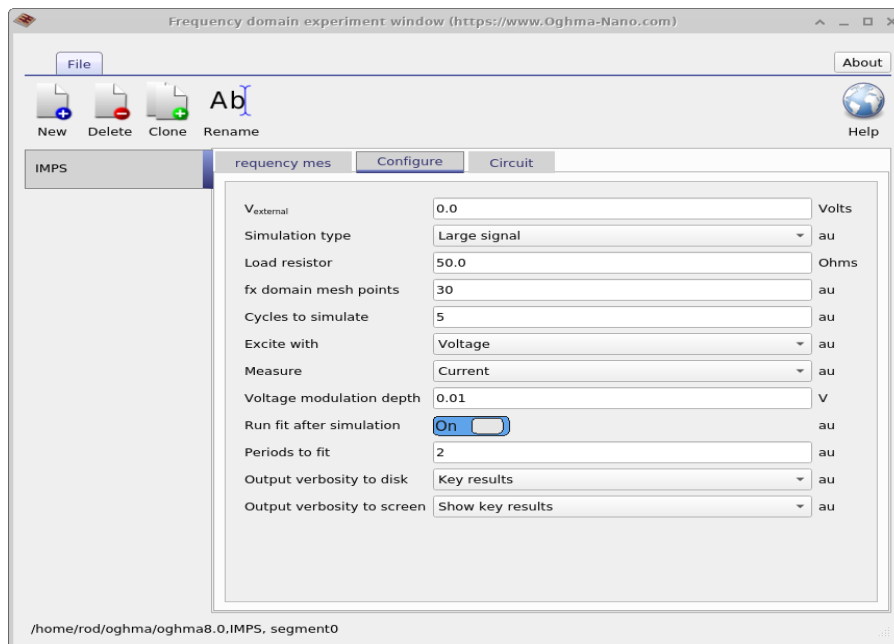 Frequency domain experiment window (https://www.Oghma-Nano.com)
File
About
New Delete Clone Rename
Ab
Help
IMPS
requency mes Configure Circuit
Vexternal 0.0 Volts
Simulation type Large signal au
Load resistor 50.0 Ohms
fx domain mesh points 30 au
Cycles to simulate 5 au
Excite with Voltage au
Measure Current au
Voltage modulation depth 0.01 V
Run fit after simulation On au
Periods to fit 2 au
Output verbosity to disk Key results au
Output verbosity to screen Show key results au
/home/rod/oghma/oghma8.0,IMPS, segment0